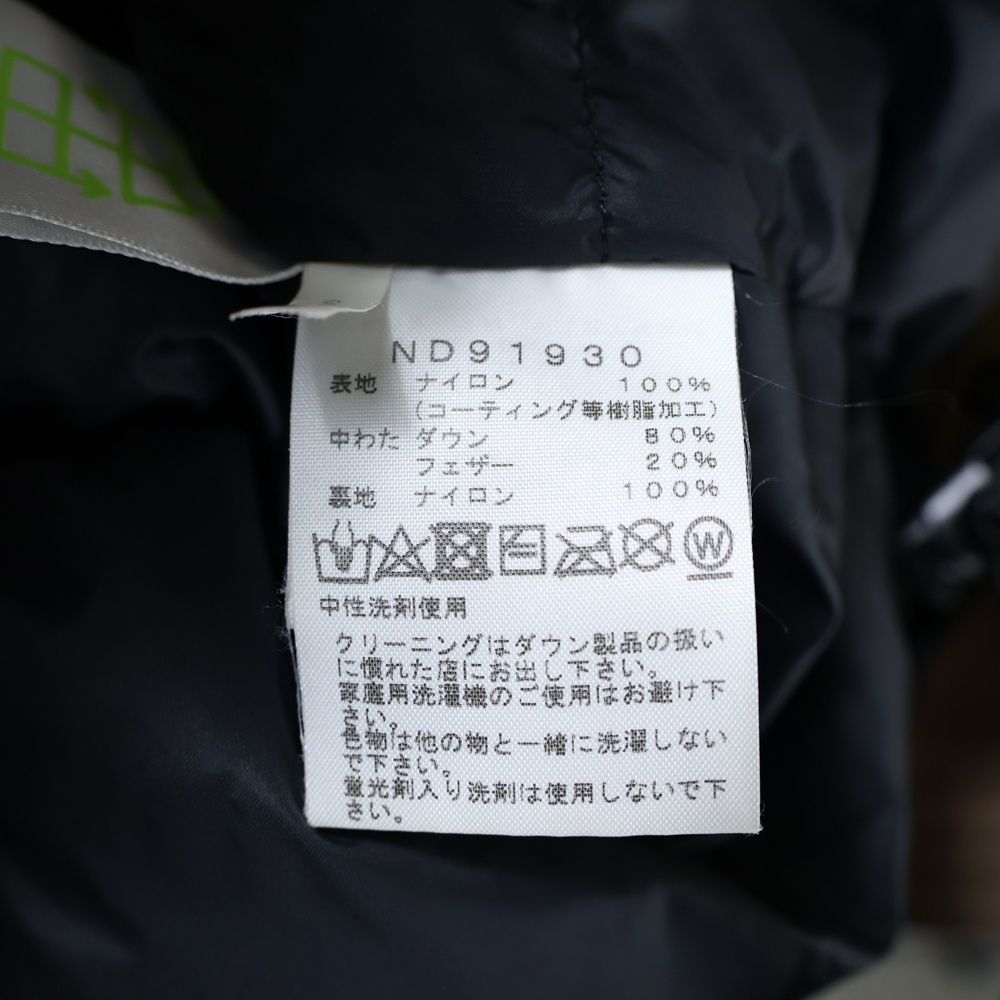 ND91930
表地 ナイロン 100%
(コーティング等樹脂加工)
中わた ダウン 80%
フェザー 20%
裏地 ナイロン 100%
W
中性洗剤使用
クリーニングはダウン製品の扱い
に慣れた店にお出し下さい。
家庭用洗濯機のご使用はお避け下
さい。
色物は他の物と一緒に洗濯しない
で下さい。
蛍光剤入り洗剤は使用しないで下
さい。